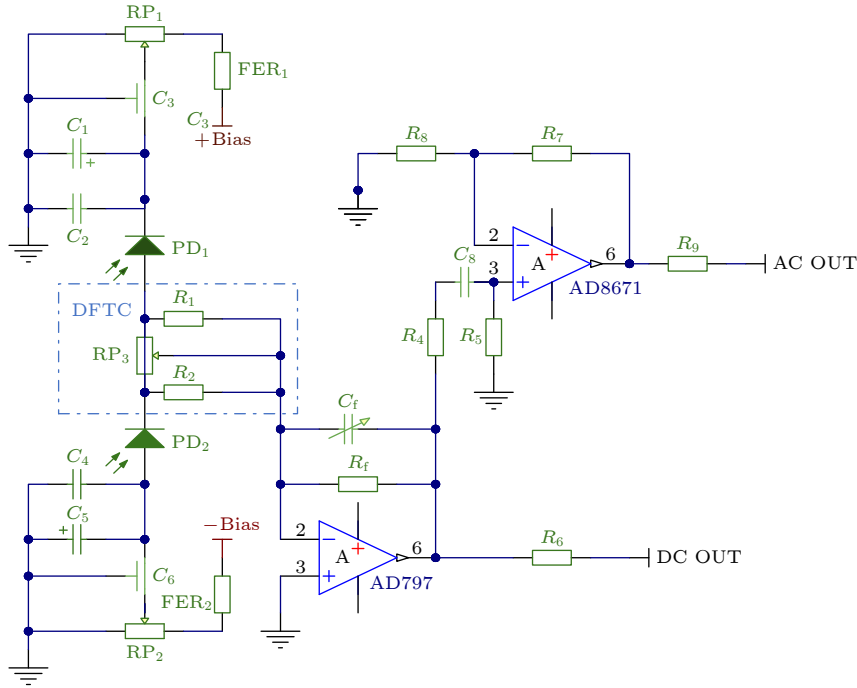 RP1
FER1
C3
C3
+Bias
C1
+
C2
PD1
DFTC
R1
RP3
R2
PD2
C4
C5
+
C6
−Bias
FER2
RP2
R8
R7
2
−
A
+
6
3
+
AD8671
C8
R9
AC OUT
R4
R5
Cf
Rf
2
−
A
+
6
3
+
AD797
R6
DC OUT